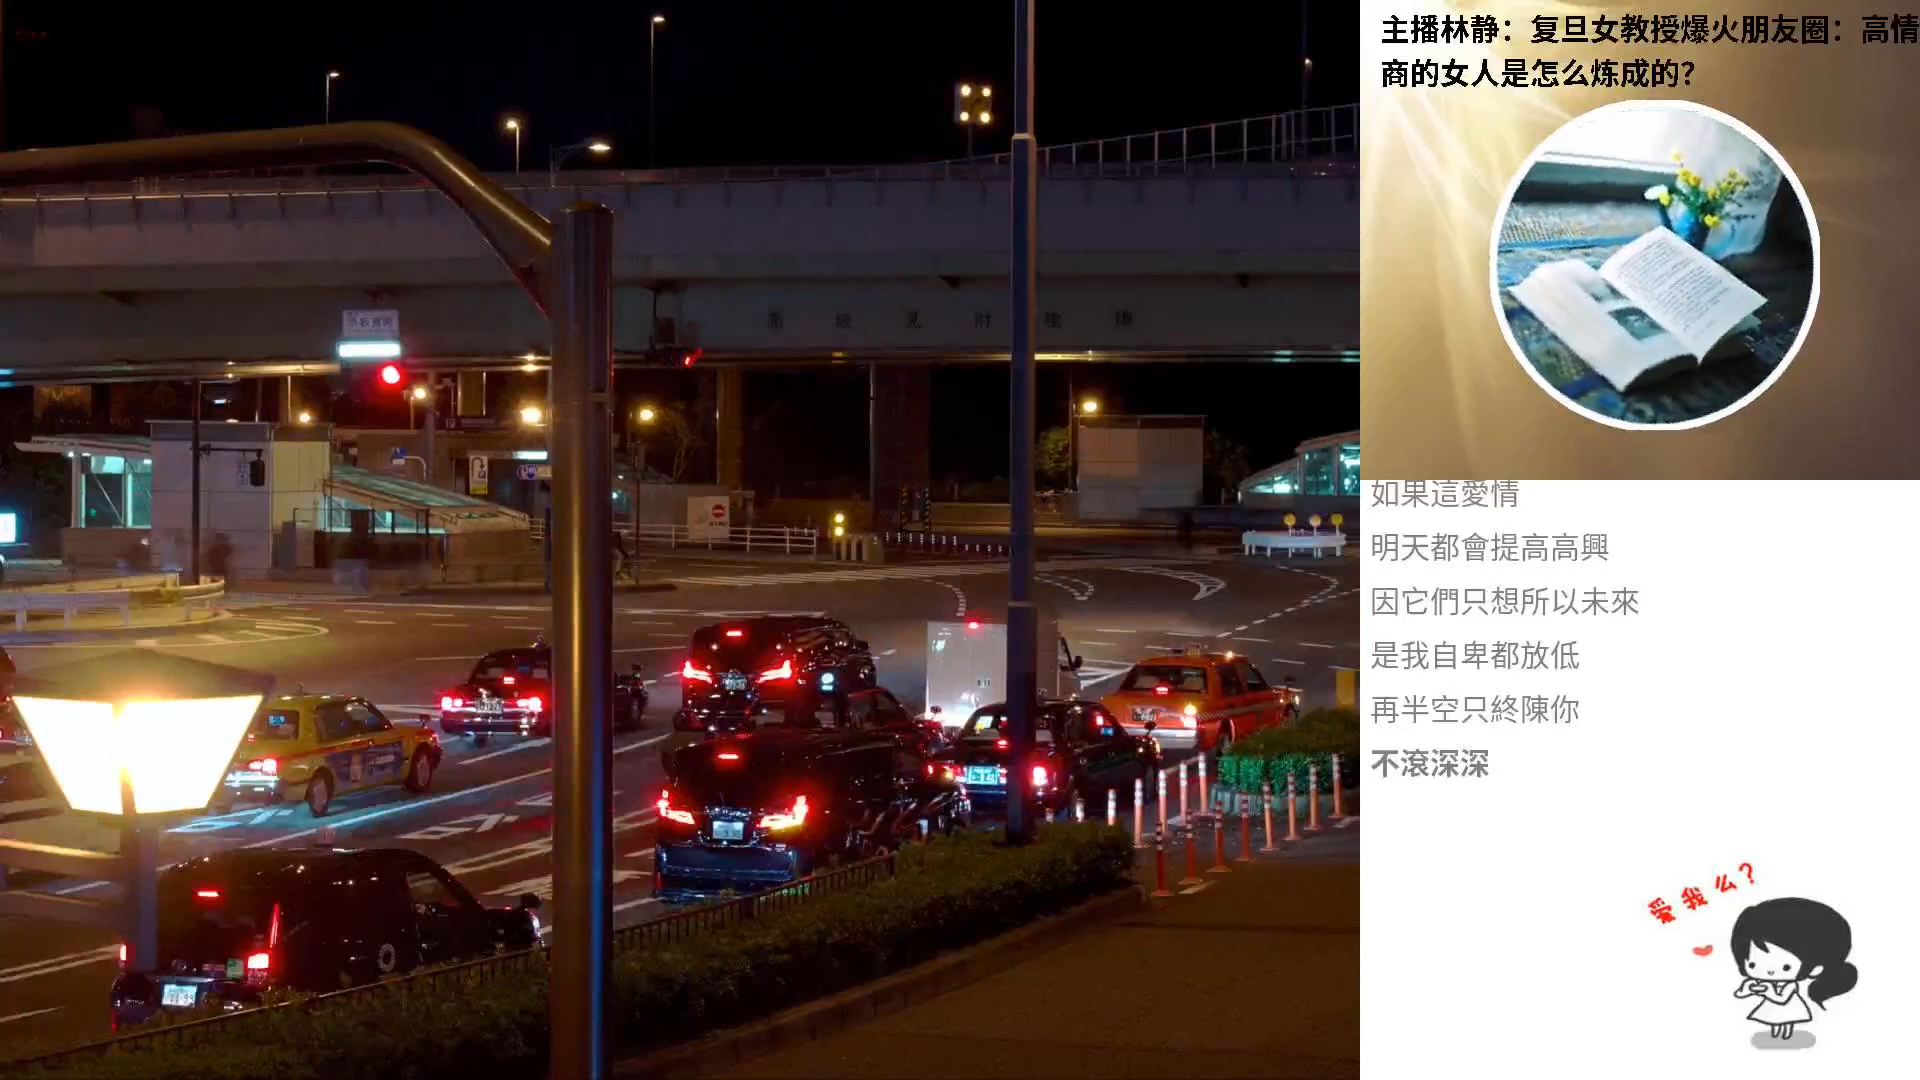 主播林静：复旦女教授爆火朋友圈：高情
商的女人是怎么炼成的？
如果這愛情
明天都會提高高興
因它們只想所以未來
是我自卑都放低
再半空只終陳你
不滾深深
爱我么？